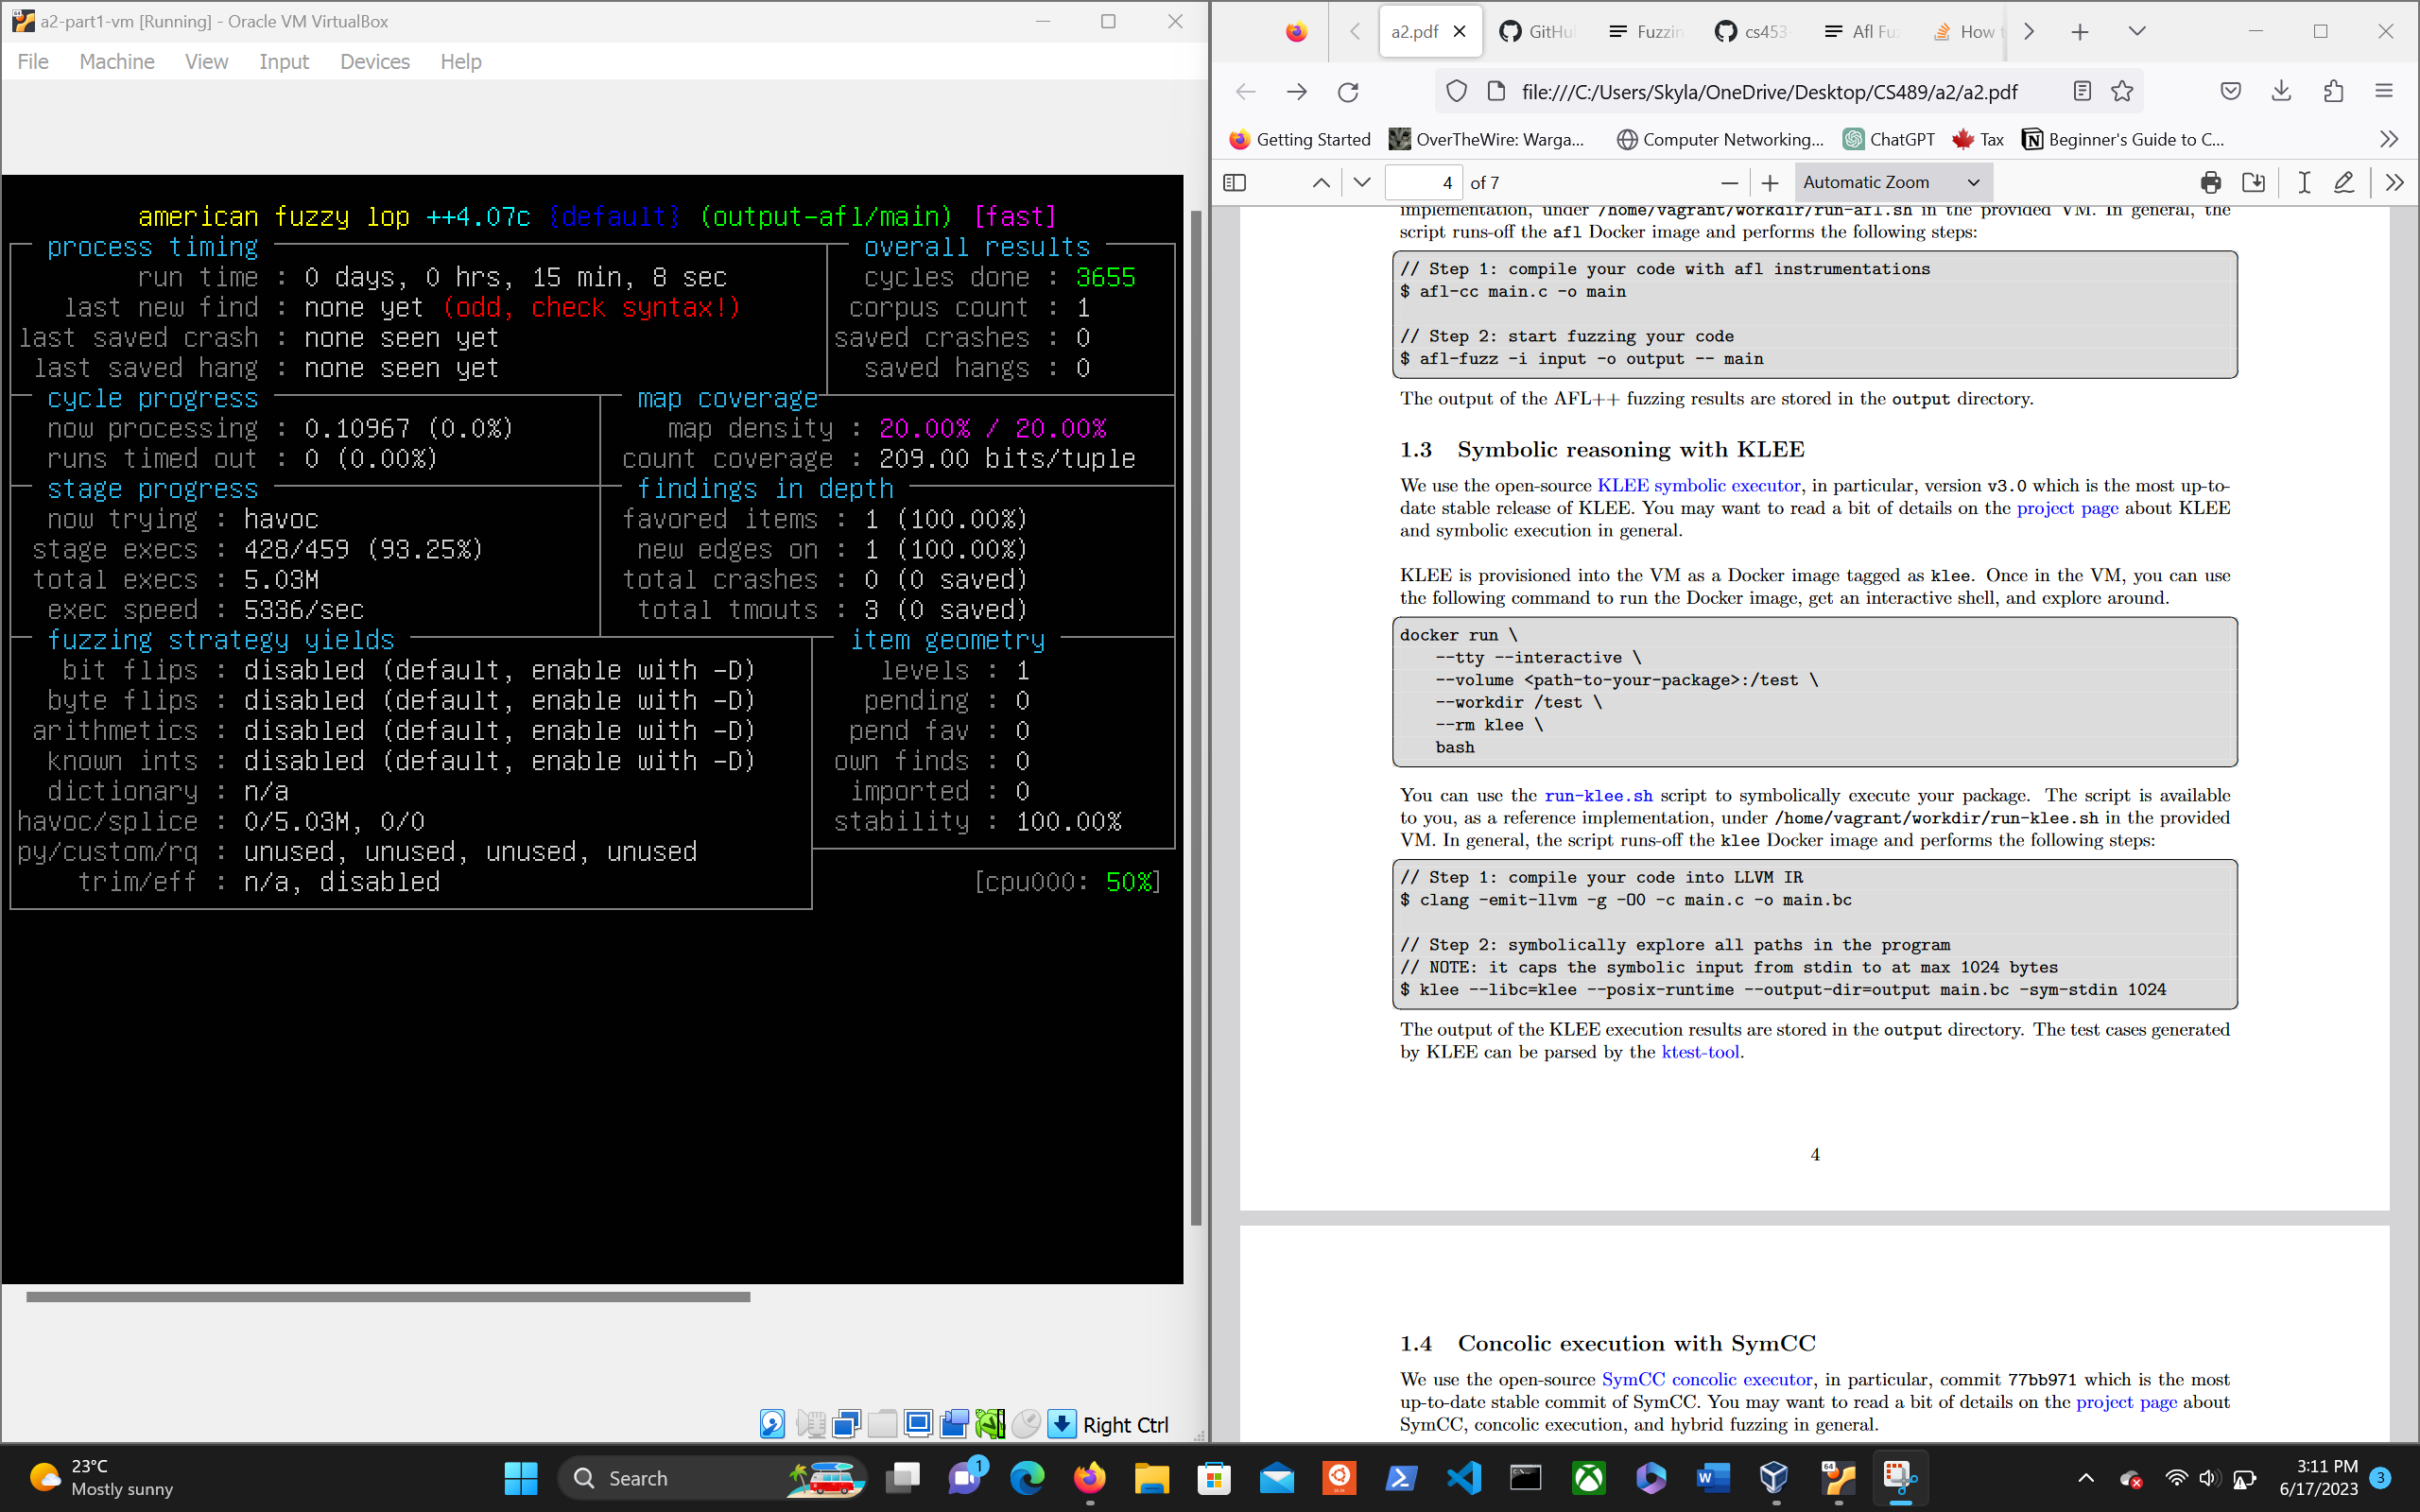 a2-part1-vm [Running] - Oracle VM VirtualBox
File Machine View Input Devices Help
american fuzzy lop ++4.07c {default} (output-afl/main) [fast]
process timing
run time : 0 days, 0 hrs, 15 min, 8 sec
last new find : none yet (odd, check syntax!)
last saved crash : none seen yet
last saved hang : none seen yet
overall results
cycles done : 3655
corpus count : 1
saved crashes : 0
saved hangs : 0
cycle progress
now processing : 0.10967 (0.0%)
runs timed out : 0 (0.00%)
map coverage
map density : 20.00% / 20.00%
count coverage : 209.00 bits/tuple
stage progress
now trying : havoc
stage execs : 428/459 (93.25%)
total execs : 5.03M
exec speed : 5336/sec
findings in depth
favored items : 1 (100.00%)
new edges on : 1 (100.00%)
total crashes : 0 (0 saved)
total tmouts : 3 (0 saved)
fuzzing strategy yields
bit flips : disabled (default, enable with -D)
byte flips : disabled (default, enable with -D)
arithmetics : disabled (default, enable with -D)
known ints : disabled (default, enable with -D)
dictionary : n/a
havoc/splice : 0/5.03M, 0/0
py/custom/rq : unused, unused, unused, unused
trim/eff : n/a, disabled
item geometry
levels : 1
pending : 0
pend fav : 0
own finds : 0
imported : 0
stability : 100.00%
[cpu000: 50%]
Right Ctrl
a2.pdf GitHu Fuzzin cs453 Afl Fu How t
file:///C:/Users/Skyla/OneDrive/Desktop/CS489/a2/a2.pdf
Getting Started OverTheWire: Warga... Computer Networking... ChatGPT Tax Beginner's Guide to C...
4 of 7 Automatic Zoom
implementation, under /home/vagrant/workdir/run-afl.sh in the provided VM. In general, the
script runs-off the afl Docker image and performs the following steps:
// Step 1: compile your code with afl instrumentations
$ afl-cc main.c -o main
// Step 2: start fuzzing your code
$ afl-fuzz -i input -o output -- main
The output of the AFL++ fuzzing results are stored in the output directory.
1.3 Symbolic reasoning with KLEE
We use the open-source KLEE symbolic executor, in particular, version v3.0 which is the most up-to-
date stable release of KLEE. You may want to read a bit of details on the project page about KLEE
and symbolic execution in general.
KLEE is provisioned into the VM as a Docker image tagged as klee. Once in the VM, you can use
the following command to run the Docker image, get an interactive shell, and explore around.
docker run \
--tty --interactive \
--volume <path-to-your-package>:/test \
--workdir /test \
--rm klee \
bash
You can use the run-klee.sh script to symbolically execute your package. The script is available
to you, as a reference implementation, under /home/vagrant/workdir/run-klee.sh in the provided
VM. In general, the script runs-off the klee Docker image and performs the following steps:
// Step 1: compile your code into LLVM IR
$ clang -emit-llvm -g -O0 -c main.c -o main.bc
// Step 2: symbolically explore all paths in the program
// NOTE: it caps the symbolic input from stdin to at max 1024 bytes
$ klee --libc=klee --posix-runtime --output-dir=output main.bc -sym-stdin 1024
The output of the KLEE execution results are stored in the output directory. The test cases generated
by KLEE can be parsed by the ktest-tool.
4
1.4 Concolic execution with SymCC
We use the open-source SymCC concolic executor, in particular, commit 77bb971 which is the most
up-to-date stable commit of SymCC. You may want to read a bit of details on the project page about
SymCC, concolic execution, and hybrid fuzzing in general.
23°C
Mostly sunny
Search
1
3:11 PM
6/17/2023
3